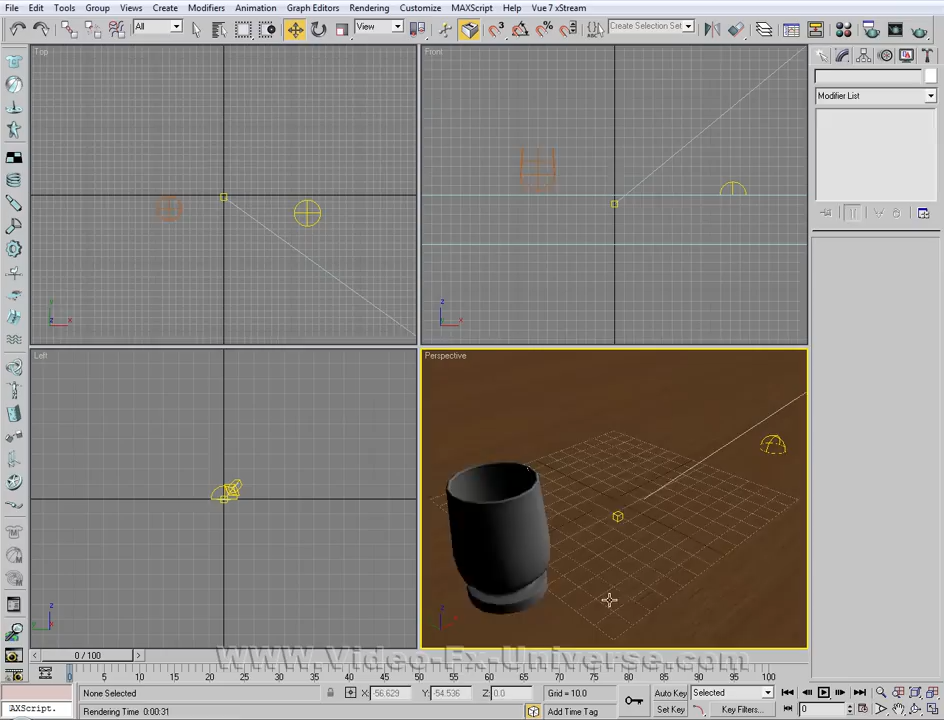 File Edit Tools Group Views Create Modifiers Animation Graph Editors Rendering Customize MAXScript Help Vue 7 xStream
All View 3 Create Selection Set
Top
Front
Modifier List
y
z x
z
y x
Left
Perspective
z
y
z
0 / 100
www.Video-Fx-Universe.com
0 5 10 15 20 25 30 35 40 45 50 55 60 65 70 75 80 85 90 95 100
None Selected X: -56.629 Y: -54.536 Z: 0.0 Grid = 10.0 Auto Key Selected
AXScript. Rendering Time 0:00:31 Add Time Tag Set Key Key Filters... 0